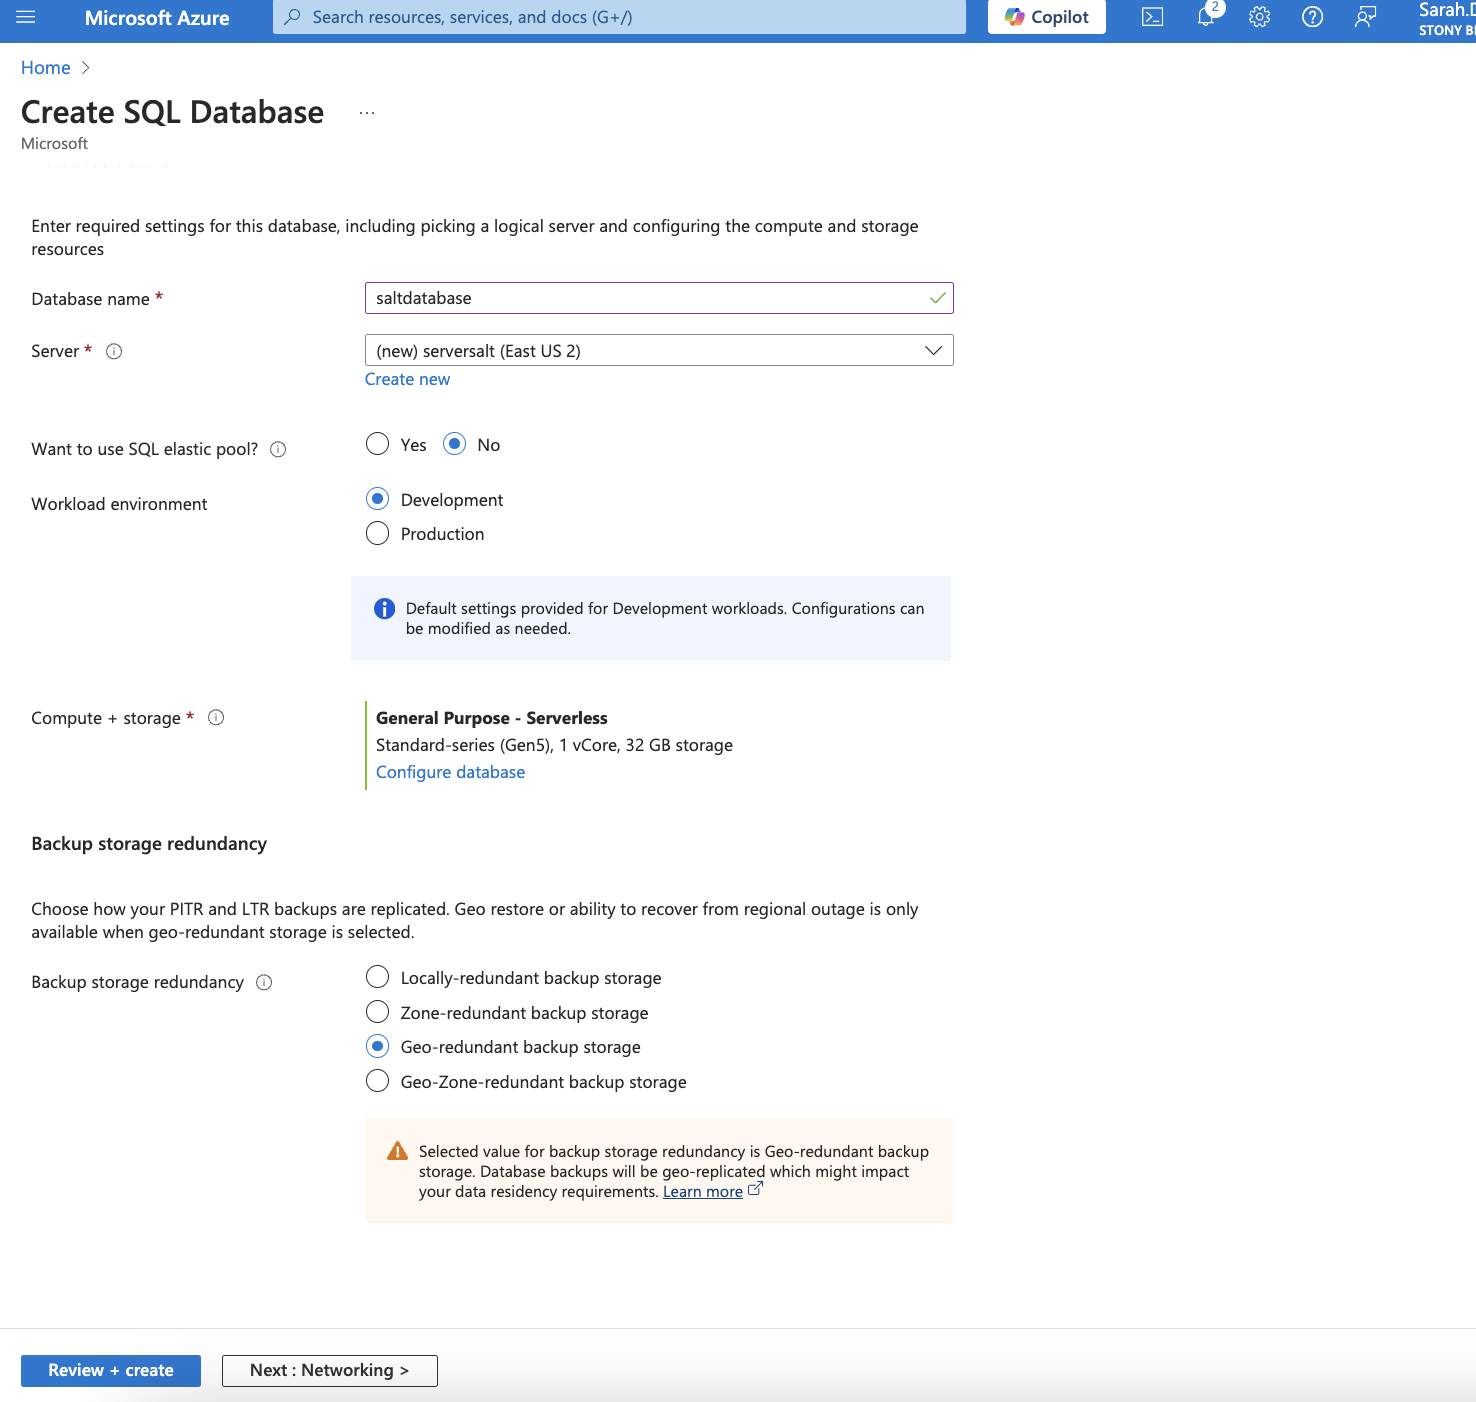 Microsoft Azure
Search resources, services, and docs (G+/)
Copilot
2
Sarah.D
STONY B
Home
Create SQL Database
...
Microsoft
Enter required settings for this database, including picking a logical server and configuring the compute and storage
resources
Database name *
saltdatabase
Server *
(new) serversalt (East US 2)
Create new
Want to use SQL elastic pool?
Yes
No
Workload environment
Development
Production
Default settings provided for Development workloads. Configurations can
be modified as needed.
Compute + storage *
General Purpose - Serverless
Standard-series (Gen5), 1 vCore, 32 GB storage
Configure database
Backup storage redundancy
Choose how your PITR and LTR backups are replicated. Geo restore or ability to recover from regional outage is only
available when geo-redundant storage is selected.
Backup storage redundancy
Locally-redundant backup storage
Zone-redundant backup storage
Geo-redundant backup storage
Geo-Zone-redundant backup storage
Selected value for backup storage redundancy is Geo-redundant backup
storage. Database backups will be geo-replicated which might impact
your data residency requirements. Learn more
Review + create
Next : Networking >